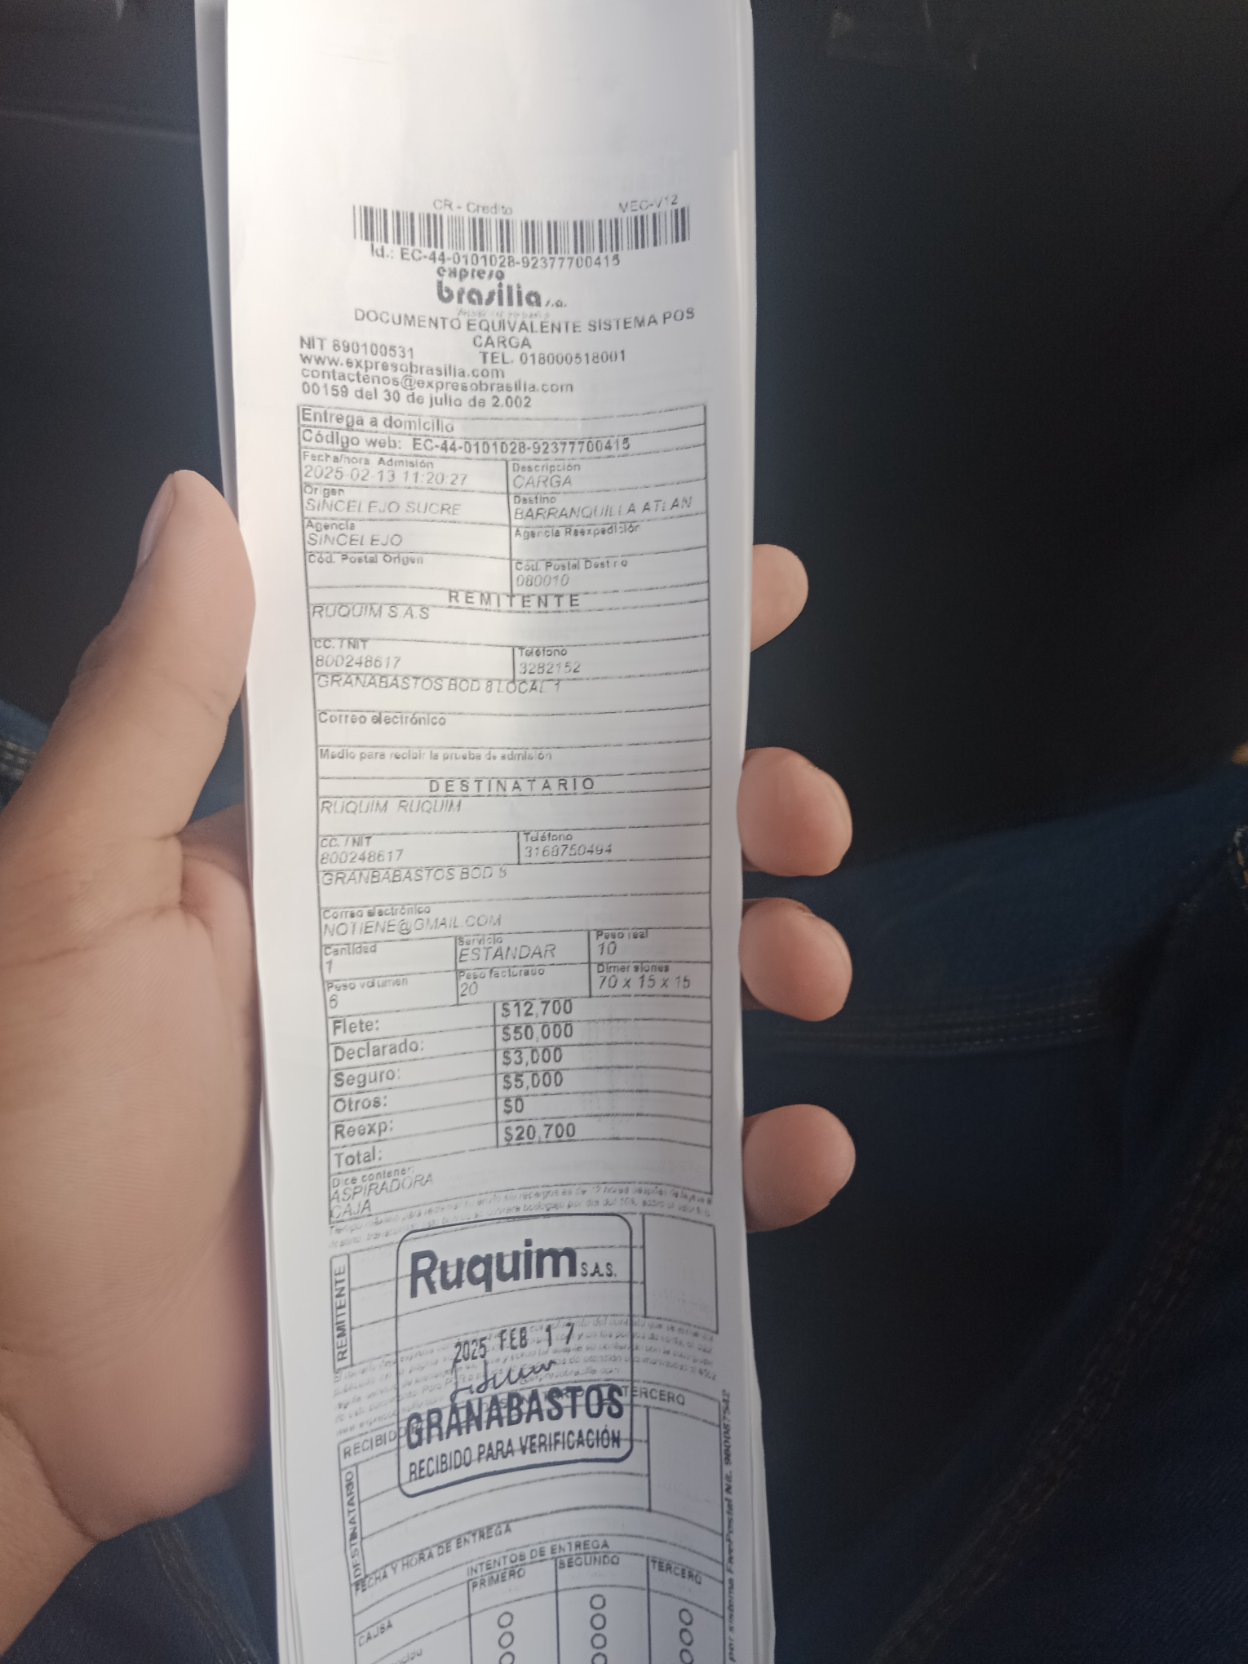 CR - Credito MEC-V12
Id.: EC-44-0101028-92377700415
expreso
brasilia s.a.
DOCUMENTO EQUIVALENTE SISTEMA POS
CARGA
NIT 890100531 TEL. 018000518001
www.expresobrasilia.com
contactenos@expresobrasilia.com
00159 del 30 de julio de 2.002
Entrega a domicilio
Código web: EC-44-0101028-92377700415
Fecha/hora Admisión Descripción
2025-02-13 11:20:27 CARGA
Origen Destino
SINCELEJO SUCRE BARRANQUILLA ATLAN
Agencia Agencia Reexpedición
SINCELEJO
Cód. Postal Origen Cód. Postal Destino
080010
REMITENTE
RUQUIM S.A.S
CC. / NIT Teléfono
800248617 3282152
GRANABASTOS BOD 8 LOCAL 1
Correo electrónico
Medio para recibir la prueba de admisión
DESTINATARIO
RUQUIM RUQUIM
CC. / NIT Teléfono
800248617 3168750494
GRANBABASTOS BOD
Correo electrónico
NOTIENE@GMAIL.COM
Cantidad Servicio Peso real
1 ESTANDAR 10
Peso volumen Peso facturado Dimensiones
6 20 70 x 15 x 15
Flete: $12,700
Declarado: $50,000
Seguro: $3,000
Otros: $5,000
Reexp: $0
Total: $20,700
Dice contener:
ASPIRADORA
CAJA
REMITENTE
Ruquim S.A.S.
2025 FEB 17
GRANABASTOS
RECIBIDO PARA VERIFICACIÓN
RECIBIDO TERCERO
DESTINATARIO
FECHA Y HORA DE ENTREGA
INTENTOS DE ENTREGA
CAUSA PRIMERO SEGUNDO TERCERO